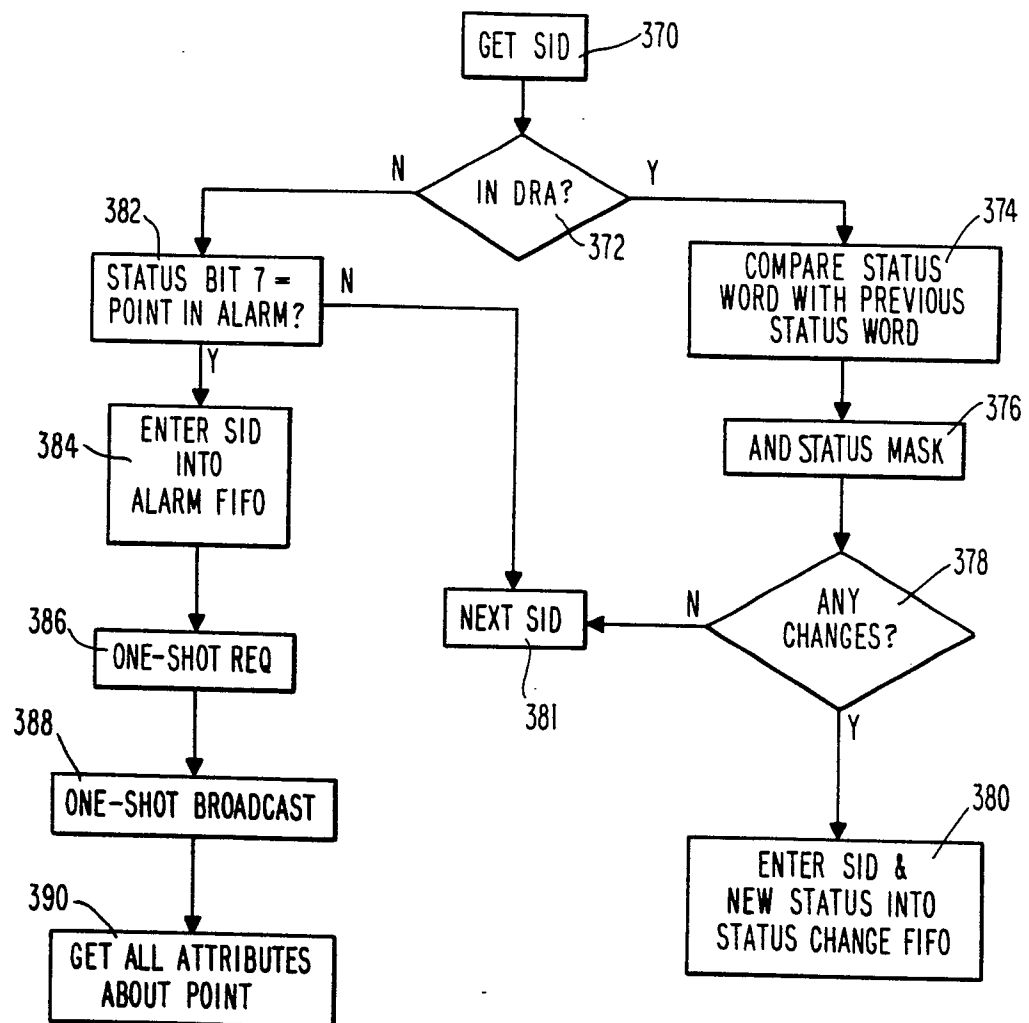 GET SID
370
IN DRA?
372
N
Y
382
STATUS BIT 7 =
POINT IN ALARM?
N
Y
374
COMPARE STATUS
WORD WITH PREVIOUS
STATUS WORD
384
ENTER SID
INTO
ALARM FIFO
376
AND STATUS MASK
378
ANY
CHANGES?
N
Y
NEXT SID
381
386
ONE-SHOT REQ
388
ONE-SHOT BROADCAST
380
ENTER SID &
NEW STATUS INTO
STATUS CHANGE FIFO
390
GET ALL ATTRIBUTES
ABOUT POINT